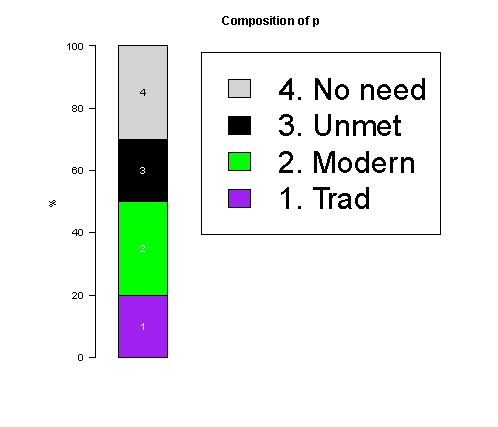 Composition of p
100
80
60
40
20
0
%
4
3
2
1
4. No need
3. Unmet
2. Modern
1. Trad